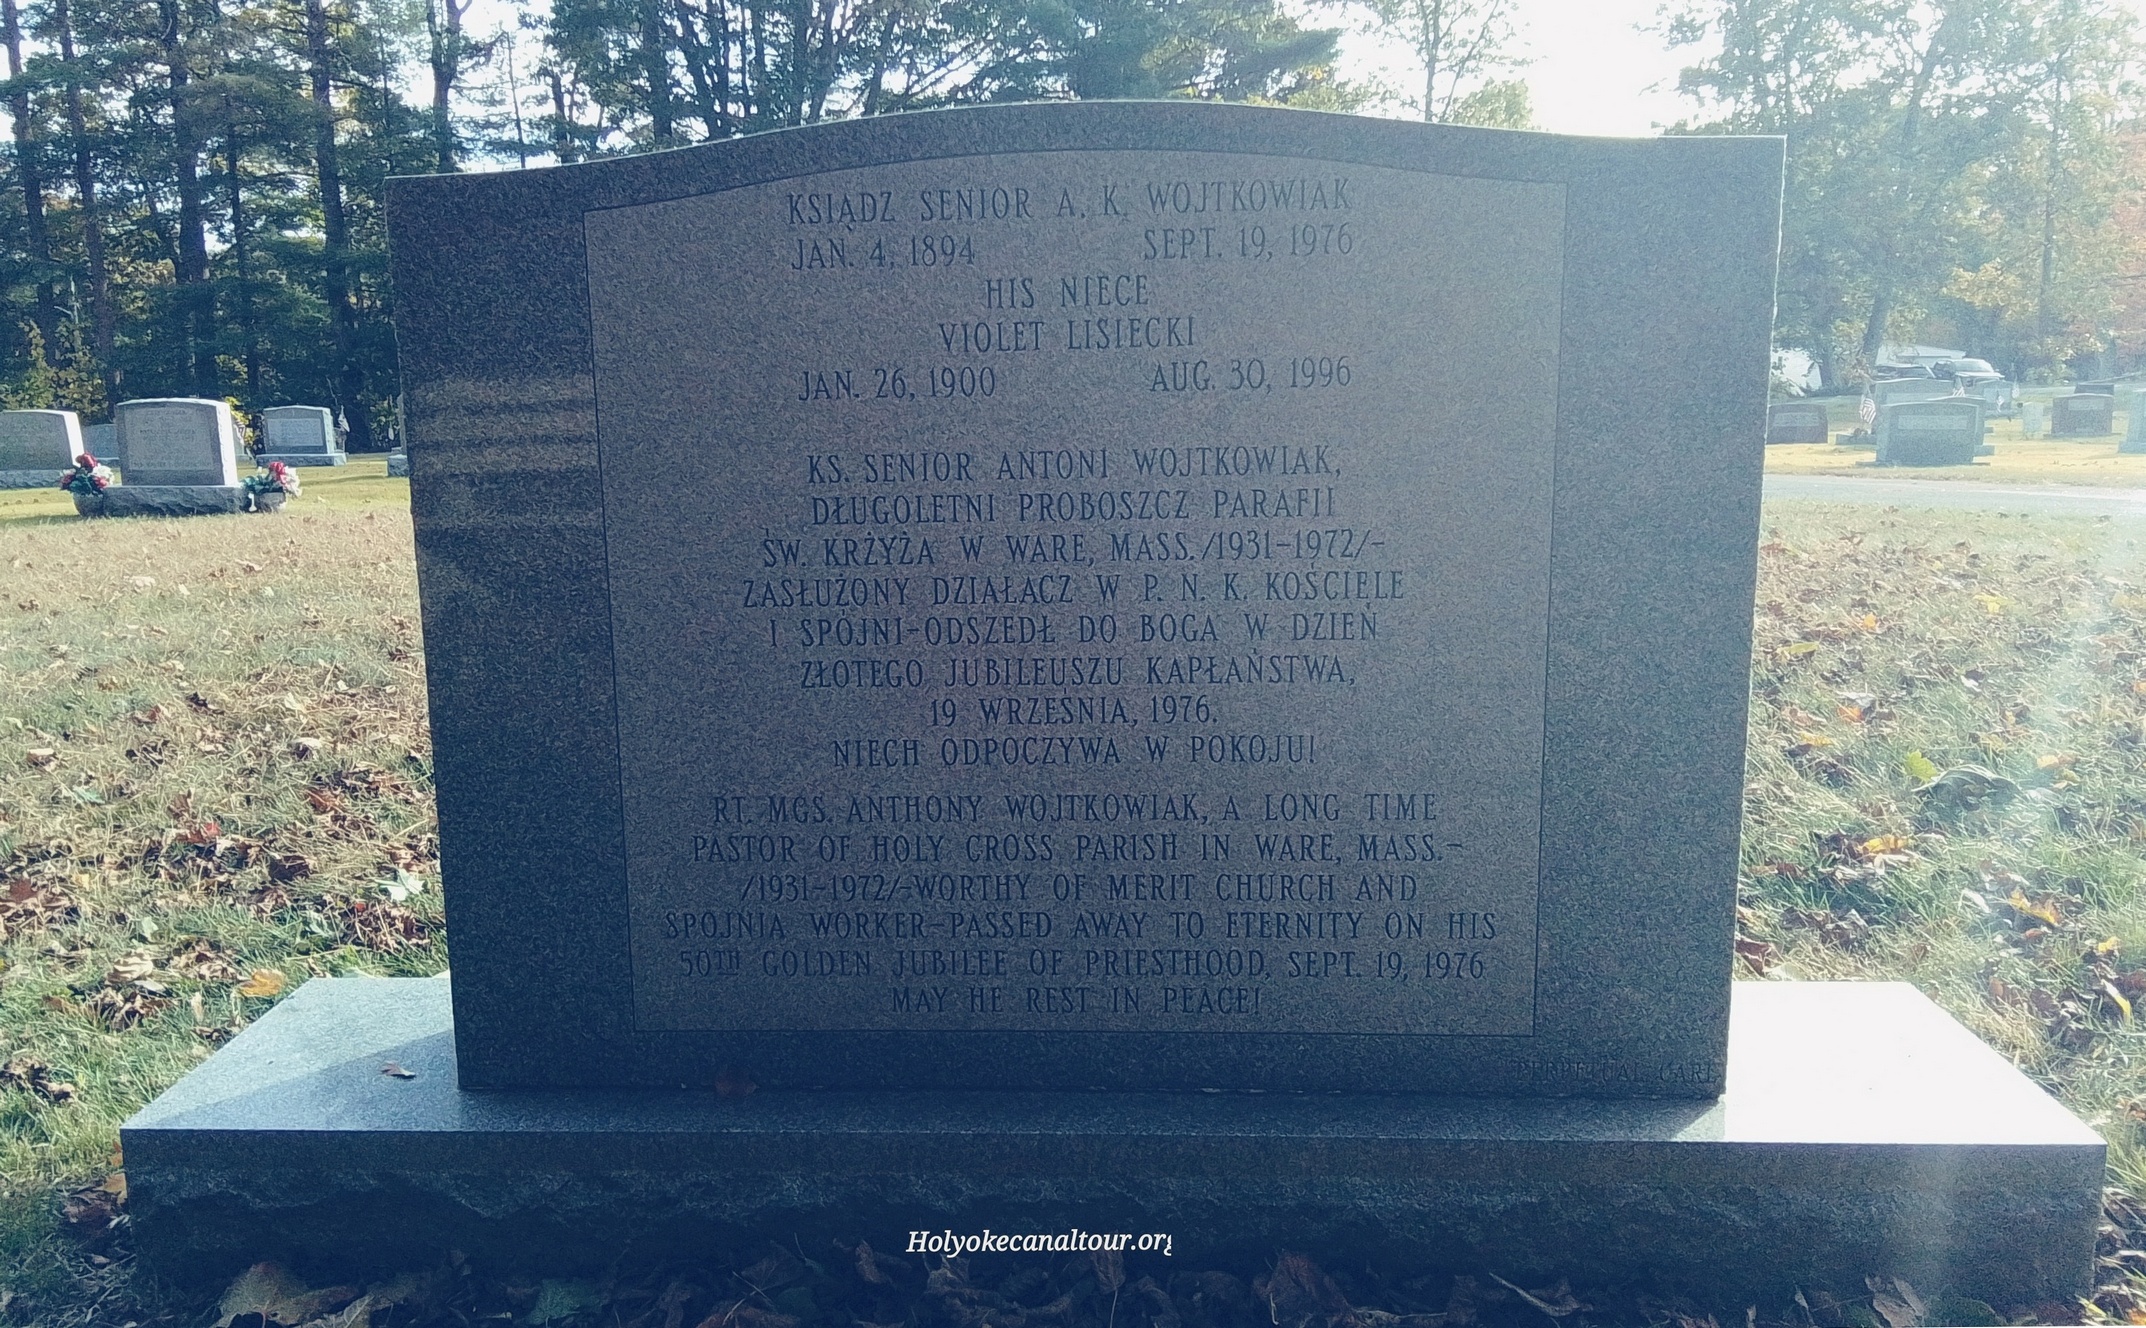 KSIĄDZ SENIOR A. K. WOJTKOWIAK
JAN. 4, 1894 SEPT. 19, 1976
HIS NIECE
VIOLET LISIECKI
JAN. 26, 1900 AUG. 30, 1996
KS. SENIOR ANTONI WOJTKOWIAK,
DŁUGOLETNI PROBOSZCZ PARAFII
ŚW. KRŻYŻA W WARE, MASS. /1931-1972/-
ZASŁUŻONY DZIAŁACZ W P. N. K. KOŚCIELE
I SPÓJNI-ODSZEDŁ DO BOGA W DZIEŃ
ZŁOTEGO JUBILEUSZU KAPŁAŃSTWA,
19 WRZEŚNIA, 1976.
NIECH ODPOCZYWA W POKOJU!
RT. MGS. ANTHONY WOJTKOWIAK, A LONG TIME
PASTOR OF HOLY CROSS PARISH IN WARE, MASS.-
/1931-1972/-WORTHY OF MERIT CHURCH AND
SPOJNIA WORKER-PASSED AWAY TO ETERNITY ON HIS
50TH GOLDEN JUBILEE OF PRIESTHOOD, SEPT. 19, 1976
MAY HE REST IN PEACE!
PERPETUAL CARE
Holyokecanaltour.org